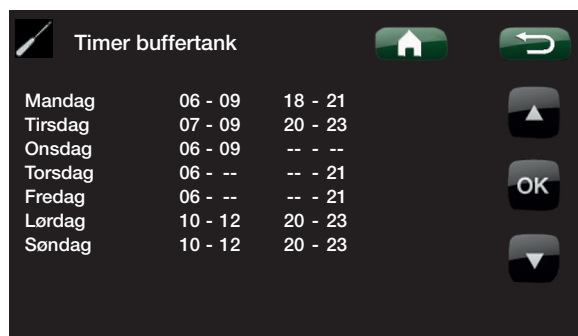 Timer buffertank
Mandag 06 - 09 18 - 21
Tirsdag 07 - 09 20 - 23
Onsdag 06 - 09 -- - --
Torsdag 06 - -- -- - 21
Fredag 06 - -- -- - 21
Lørdag 10 - 12 20 - 23
Søndag 10 - 12 20 - 23
OK